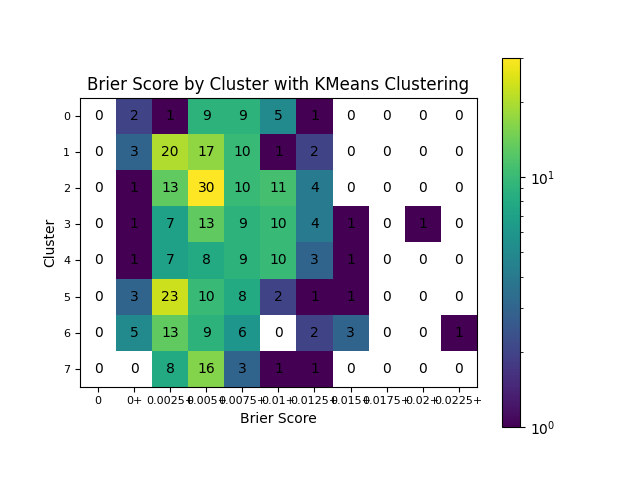 Brier Score by Cluster with KMeans Clustering
Cluster
0 0 2 1 9 9 5 1 0 0 0 0
1 0 3 20 17 10 1 2 0 0 0 0
2 0 1 13 30 10 11 4 0 0 0 0
3 0 1 7 13 9 10 4 1 0 1 0
4 0 1 7 8 9 10 3 1 0 0 0
5 0 3 23 10 8 2 1 1 0 0 0
6 0 5 13 9 6 0 2 3 0 0 1
7 0 0 8 16 3 1 1 0 0 0 0
0 0+ 0.0025+ 0.005+ 0.0075+ 0.01+ 0.0125+ 0.015+ 0.0175+ 0.02+ 0.0225+
Brier Score
10¹
10⁰